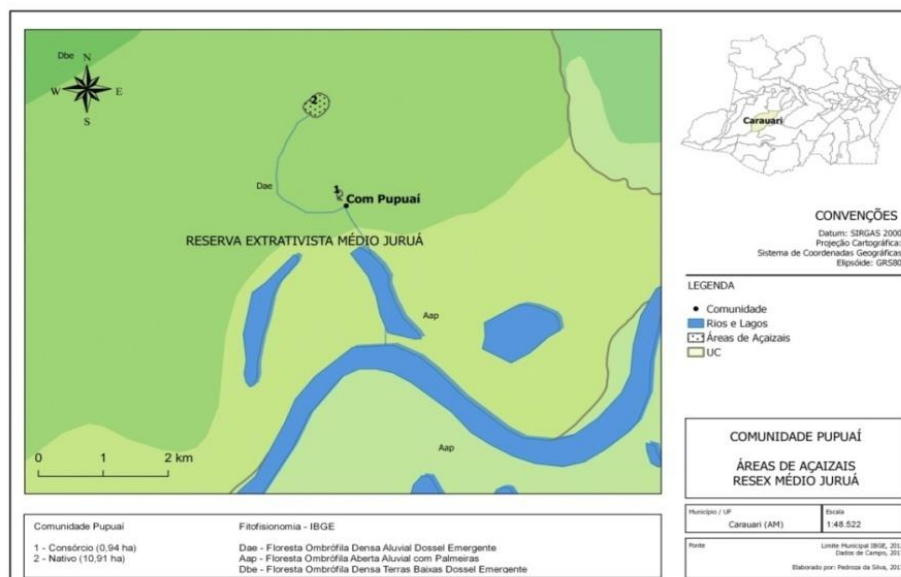 Dbe
N
W E
S
2
Dae
1
Com Pupuaí
RESERVA EXTRATIVISTA MÉDIO JURUÁ
Aap
Aap
0 1 2 km
Carauari
CONVENÇÕES
Datum: SIRGAS 2000
Projeção Cartográfica:
Sistema de Coordenadas Geográficas
Elipsóide: GRS80
LEGENDA
Comunidade
Rios e Lagos
Áreas de Açaizais
UC
COMUNIDADE PUPUAÍ
ÁREAS DE AÇAIZAIS
RESEX MÉDIO JURUÁ
Município / UF
Carauari (AM)
Escala
1:48.522
Fonte
Limite Municipal IBGE,
Dados de Campo,
Elaborado por: Pedroza da Silva,
Comunidade Pupuaí
1 - Consórcio (0,94 ha)
2 - Nativo (10,91 ha)
Fitofisionomia - IBGE
Dae - Floresta Ombrófila Densa Aluvial Dossel Emergente
Aap - Floresta Ombrófila Aberta Aluvial com Palmeiras
Dbe - Floresta Ombrófila Densa Terras Baixas Dossel Emergente